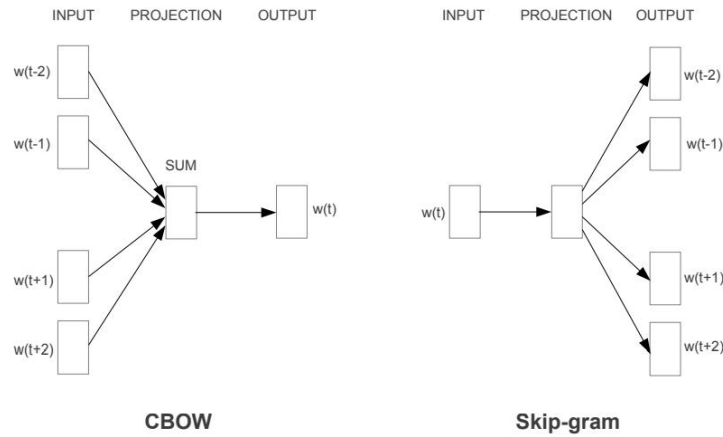 INPUT PROJECTION OUTPUT
w(t-2)
w(t-1)
SUM
w(t)
w(t+1)
w(t+2)
CBOW
INPUT PROJECTION OUTPUT
w(t-2)
w(t-1)
w(t)
w(t+1)
w(t+2)
Skip-gram